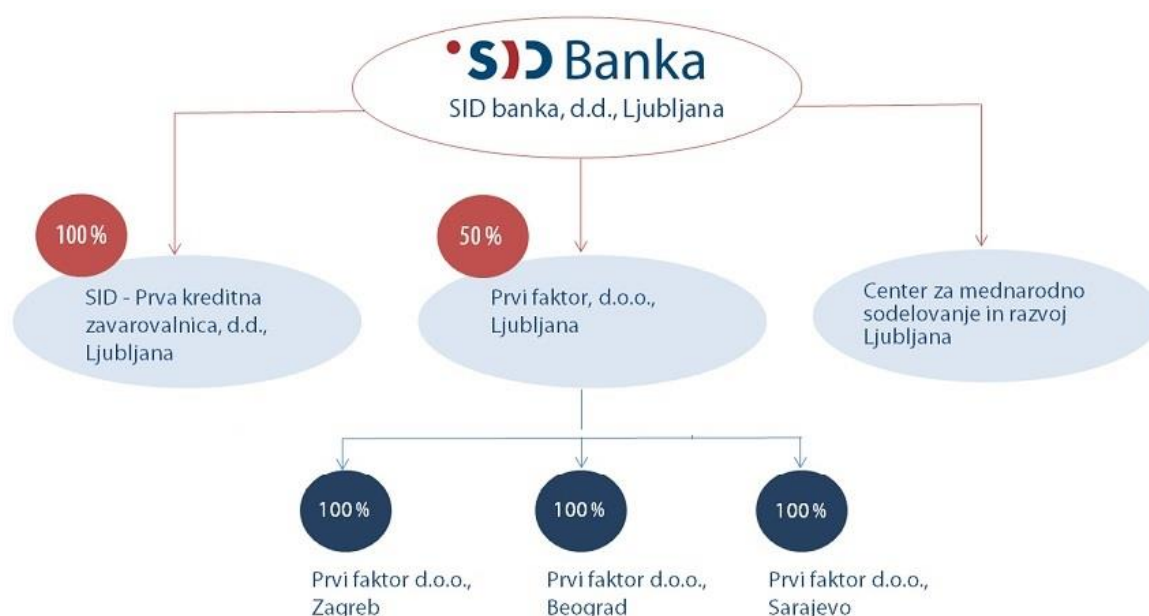 SID Banka
SID banka, d.d., Ljubljana
100 %
SID - Prva kreditna
zavarovalnica, d.d.,
Ljubljana
50 %
Prvi faktor, d.o.o.,
Ljubljana
Center za mednarodno
sodelovanje in razvoj
Ljubljana
100 %
Prvi faktor d.o.o.,
Zagreb
100 %
Prvi faktor d.o.o.,
Beograd
100 %
Prvi faktor d.o.o.,
Sarajevo